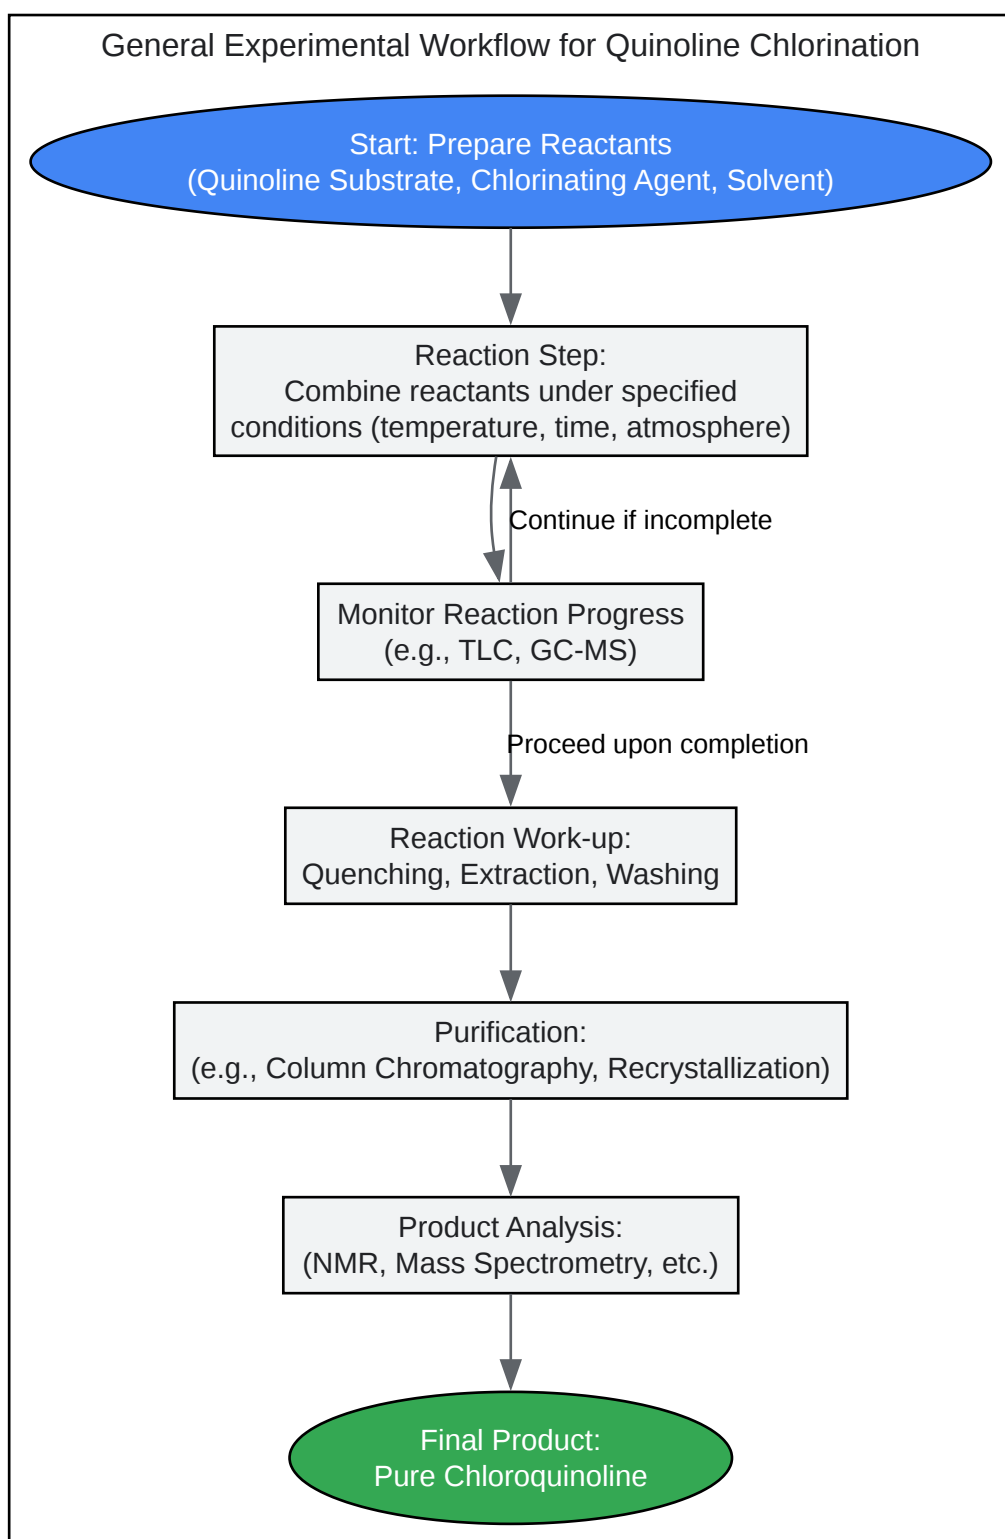 General Experimental Workflow for Quinoline Chlorination
Start: Prepare Reactants
(Quinoline Substrate, Chlorinating Agent, Solvent)
Reaction Step:
Combine reactants under specified
conditions (temperature, time, atmosphere)
Continue if incomplete
Monitor Reaction Progress
(e.g., TLC, GC-MS)
Proceed upon completion
Reaction Work-up:
Quenching, Extraction, Washing
Purification:
(e.g., Column Chromatography, Recrystallization)
Product Analysis:
(NMR, Mass Spectrometry, etc.)
Final Product:
Pure Chloroquinoline